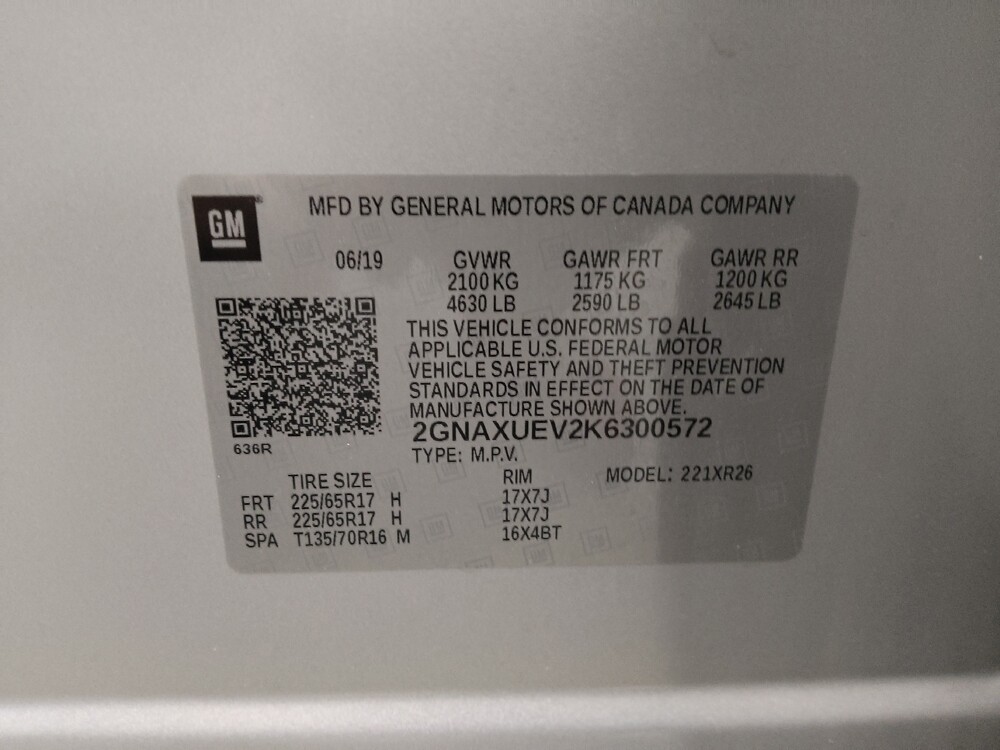 GM
MFD BY GENERAL MOTORS OF CANADA COMPANY
06/19 GVWR GAWR FRT GAWR RR
2100 KG 1175 KG 1200 KG
4630 LB 2590 LB 2645 LB
THIS VEHICLE CONFORMS TO ALL
APPLICABLE U.S. FEDERAL MOTOR
VEHICLE SAFETY AND THEFT PREVENTION
STANDARDS IN EFFECT ON THE DATE OF
MANUFACTURE SHOWN ABOVE.
2GNAXUEV2K6300572
636R
TYPE: M.P.V.
TIRE SIZE RIM MODEL: 221XR26
FRT 225/65R17 H 17X7J
RR 225/65R17 H 17X7J
SPA T135/70R16 M 16X4BT